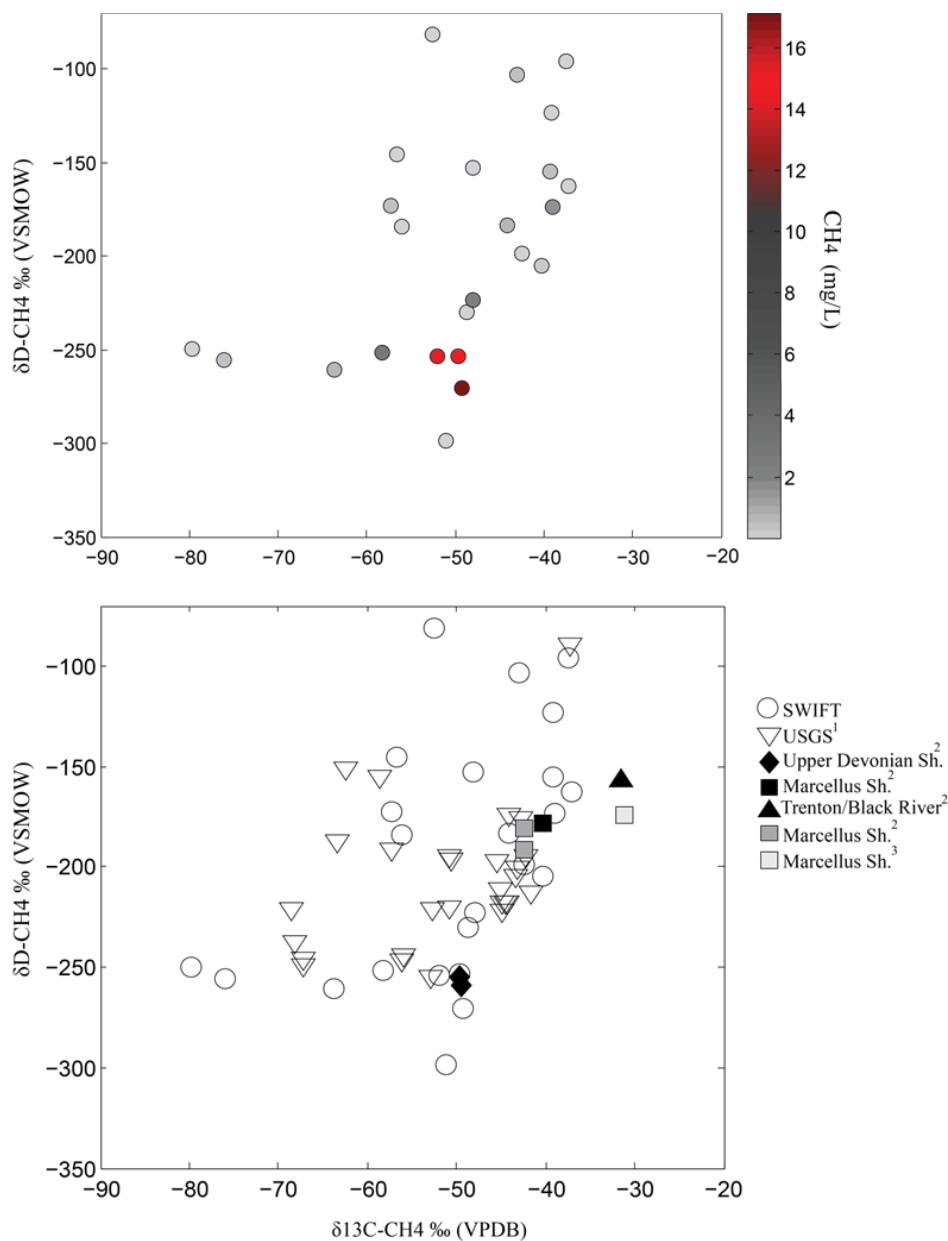 −100
−150
−200
−250
−300
−350
δD-CH4 ‰ (VSMOW)
−90 −80 −70 −60 −50 −40 −30 −20
16
14
12
10
8
6
4
2
CH4 (mg/L)
−100
−150
−200
−250
−300
−350
δD-CH4 ‰ (VSMOW)
−90 −80 −70 −60 −50 −40 −30 −20
δ13C-CH4 ‰ (VPDB)
SWIFT
USGS¹
Upper Devonian Sh.²
Marcellus Sh.²
Trenton/Black River²
Marcellus Sh.²
Marcellus Sh.³